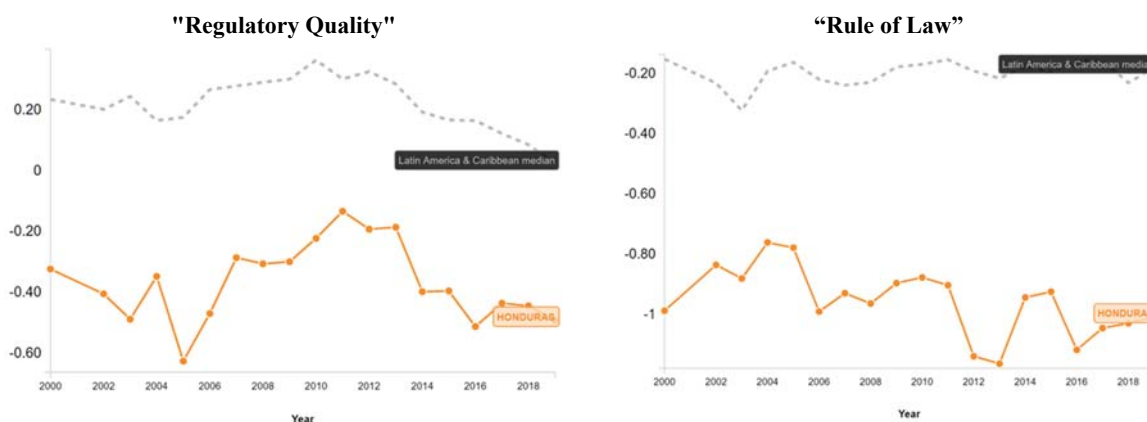 "Regulatory Quality"
0.20
0
-0.20
-0.40
-0.60
Latin America & Caribbean median
HONDURAS
2000 2002 2004 2006 2008 2010 2012 2014 2016 2018
Year
“Rule of Law”
-0.20
-0.40
-0.60
-0.80
-1
Latin America & Caribbean median
HONDURA
2000 2002 2004 2006 2008 2010 2012 2014 2016 2018
Year